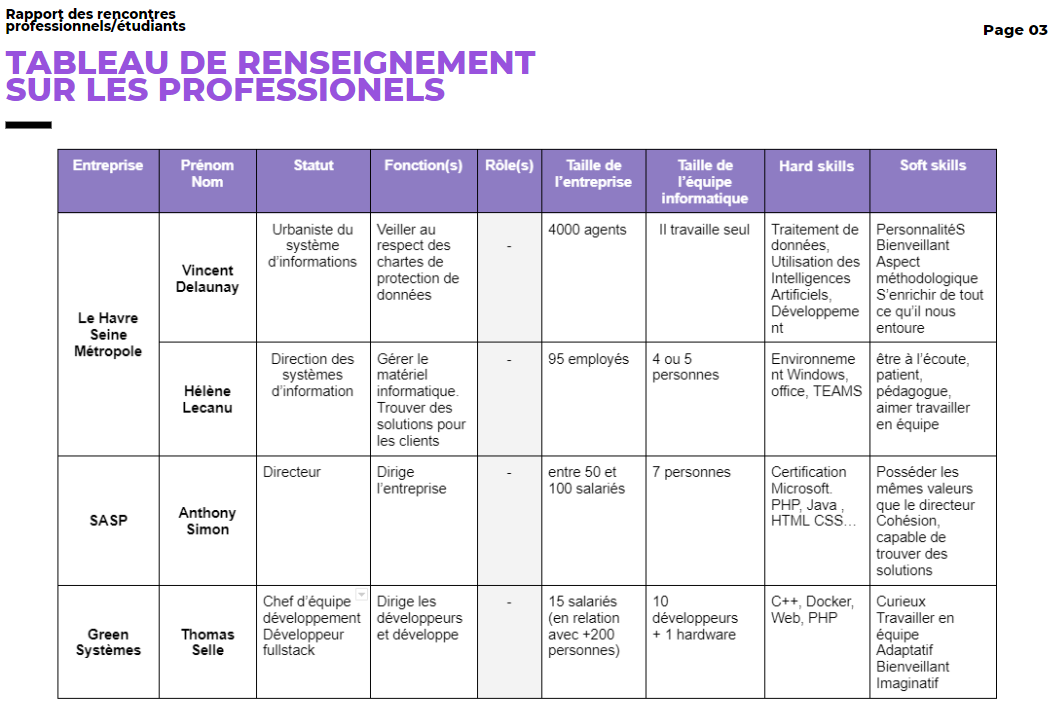 Rapport des rencontres
professionnels/étudiants
Page 03
TABLEAU DE RENSEIGNEMENT
SUR LES PROFESSIONELS
Entreprise
Prénom
Nom
Statut
Fonction(s)
Rôle(s)
Taille de
l'entreprise
Taille de
l'équipe
informatique
Hard skills
Soft skills
Le Havre
Seine
Métropole
Vincent
Delaunay
Urbaniste du
système
d'informations
Veiller au
respect des
chartes de
protection de
données
-
4000 agents
Il travaille seul
Traitement de
données,
Utilisation des
Intelligences
Artificiels,
Développeme
nt
PersonnalitéS
Bienveillant
Aspect
méthodologique
S'enrichir de tout
ce qu'il nous
entoure
Hélène
Lecanu
Direction des
systèmes
d'information
Gérer le
matériel
informatique.
Trouver des
solutions pour
les clients
-
95 employés
4 ou 5
personnes
Environneme
nt Windows,
office, TEAMS
être à l'écoute,
patient,
pédagogue,
aimer travailler
en équipe
SASP
Anthony
Simon
Directeur
Dirige
l'entreprise
-
entre 50 et
100 salariés
7 personnes
Certification
Microsoft.
PHP, Java ,
HTML CSS...
Posséder les
mêmes valeurs
que le directeur
Cohésion,
capable de
trouver des
solutions
Green
Systèmes
Thomas
Selle
Chef d'équipe
développement
Développeur
fullstack
Dirige les
développeurs
et développe
-
15 salariés
(en relation
avec +200
personnes)
10
développeurs
+ 1 hardware
C++, Docker,
Web, PHP
Curieux
Travailler en
équipe
Adaptatif
Bienveillant
Imaginatif